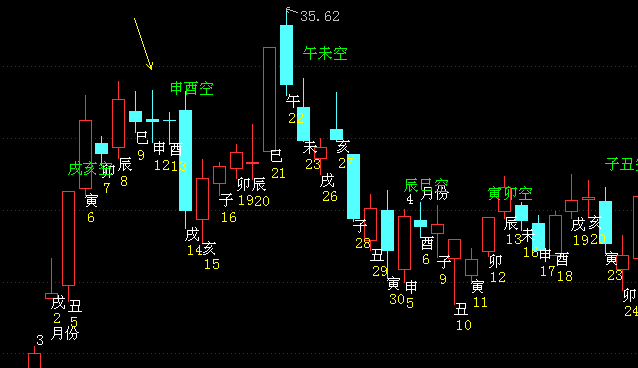 35.62
午未空
申酉空
戌亥空
辰巳空
寅卯空
子丑空
3
戌
2
月份
丑
5
寅
6
卯
7
辰
8
巳
9
申
12
酉
13
戌
14
亥
15
子
16
卯
19
辰
20
巳
21
午
22
未
23
戌
26
亥
27
子
28
丑
29
寅
30
4
月份
申
5
酉
6
子
9
丑
10
寅
11
卯
12
辰
13
未
16
申
17
酉
18
戌
19
亥
20
寅
23
卯
24